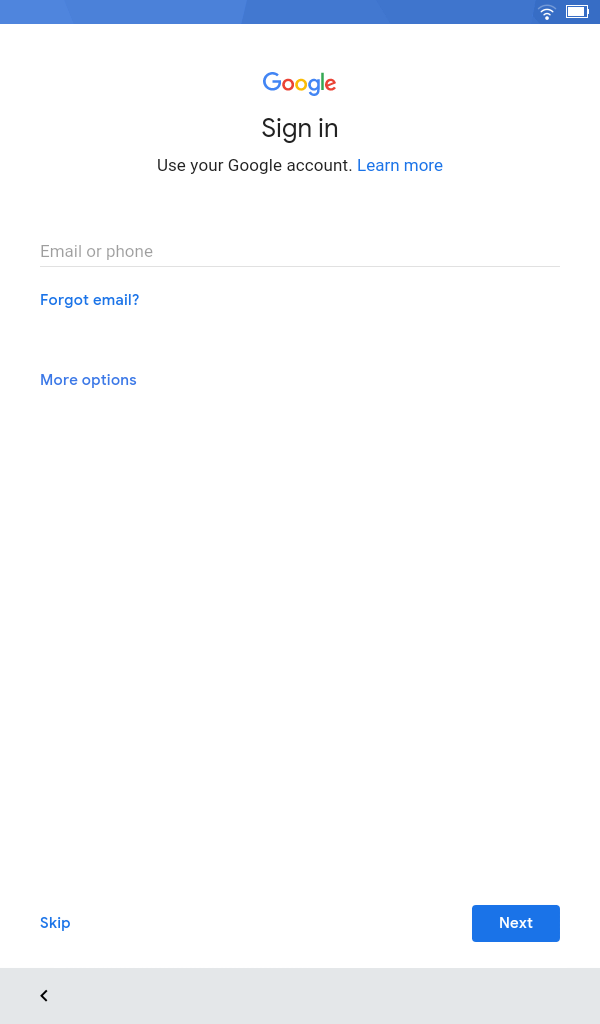 Google
Sign in
Use your Google account. Learn more
Email or phone
Forgot email?
More options
Skip
Next